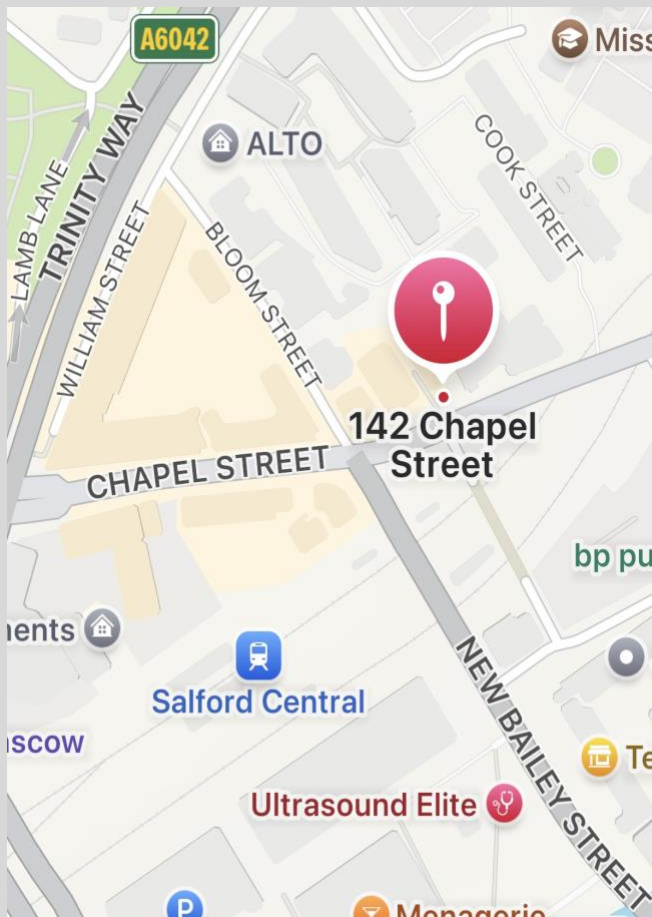 A6042
Miss
ALTO
COOK STREET
LAMB LANE
TRINITY WAY
WILLIAM STREET
BLOOM STREET
142 Chapel
Street
CHAPEL STREET
bp pu
ents
Salford Central
scow
NEW BAILEY STREET
Te
Ultrasound Elite
P
Menagerie